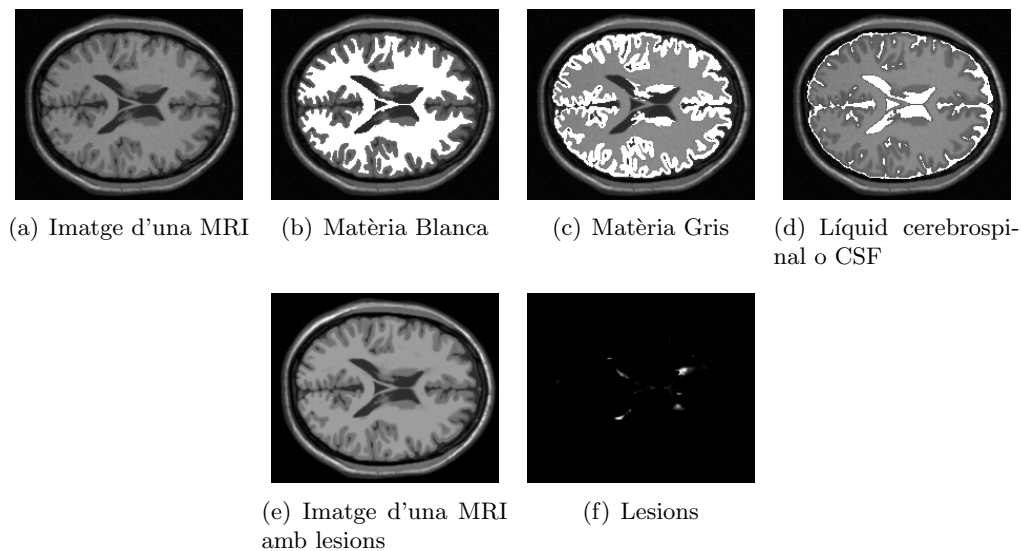 (a) Imatge d'una MRI
(b) Matèria Blanca
(c) Matèria Gris
(d) Líquid cerebrospi-
nal o CSF
(e) Imatge d'una MRI
amb lesions
(f) Lesions